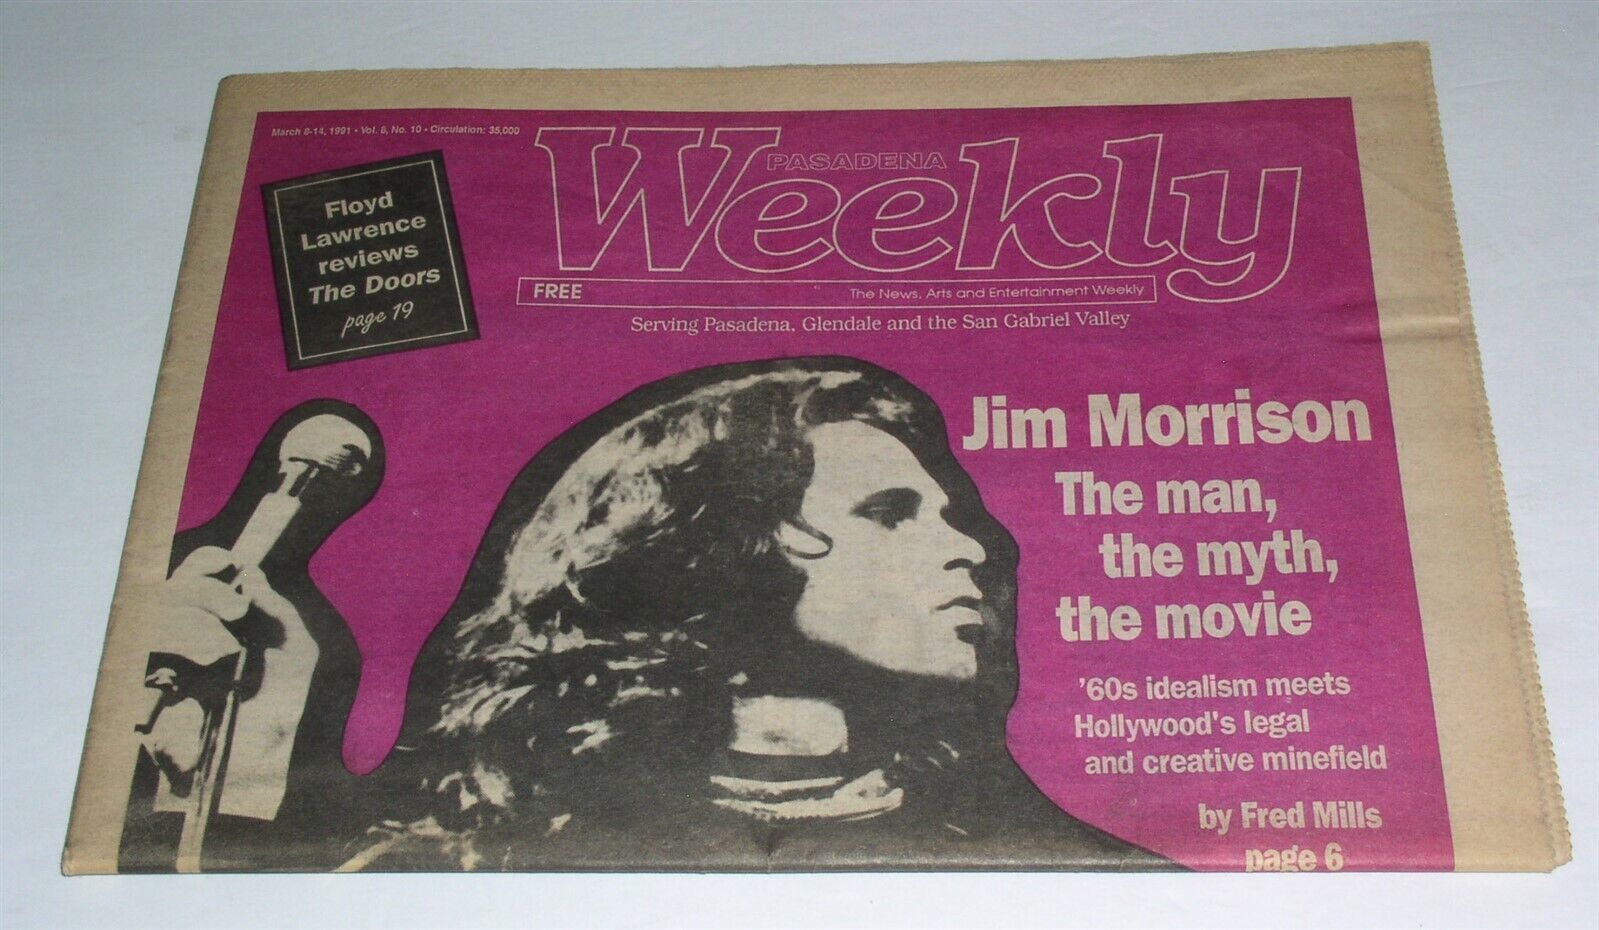 March 8-14, 1991 • Vol. 8, No. 10 • Circulation: 35,000
PASADENA
Weekly
FREE
The News, Arts and Entertainment Weekly
Serving Pasadena, Glendale and the San Gabriel Valley
Floyd
Lawrence
reviews
The Doors
page 19
Jim Morrison
The man,
the myth,
the movie
'60s idealism meets
Hollywood's legal
and creative minefield
by Fred Mills
page 6